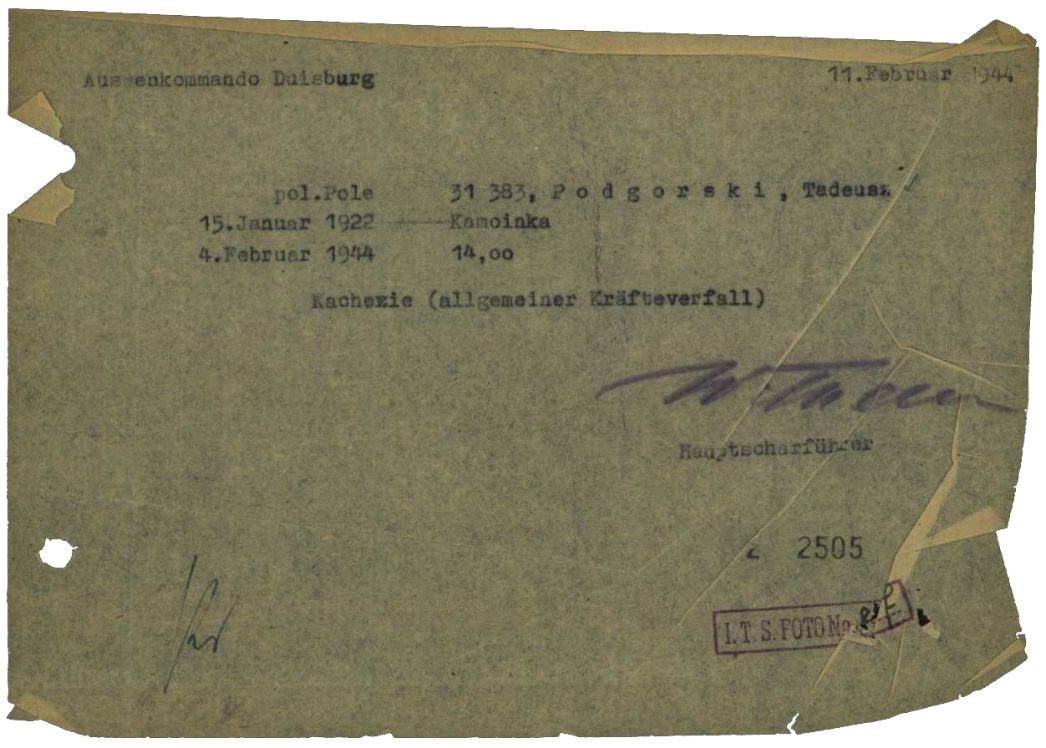 Aussenkommando Duisburg 11.Februar 1944
pol.Pole 31 383, P o d g o r s k i , Tadeusz
15.Januar 1922 Kamoinka
4.Februar 1944 14,oo
Kachexie (allgemeiner Kräfteverfall)
Hauptscharführer
2 2505
I.T.S. FOTO No.